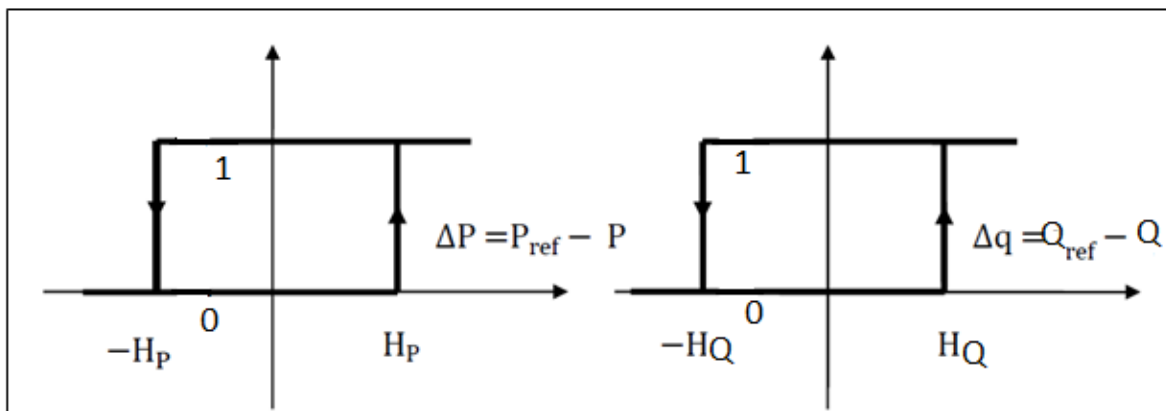 1
ΔP = P_ref − P
0
−H_P
H_P
1
Δq = Q_ref − Q
0
−H_Q
H_Q